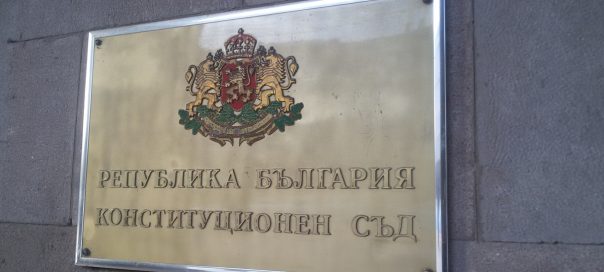 РЕПУБЛИКА БЪЛГАРИЯ
КОНСТИТУЦИОНЕН СЪД